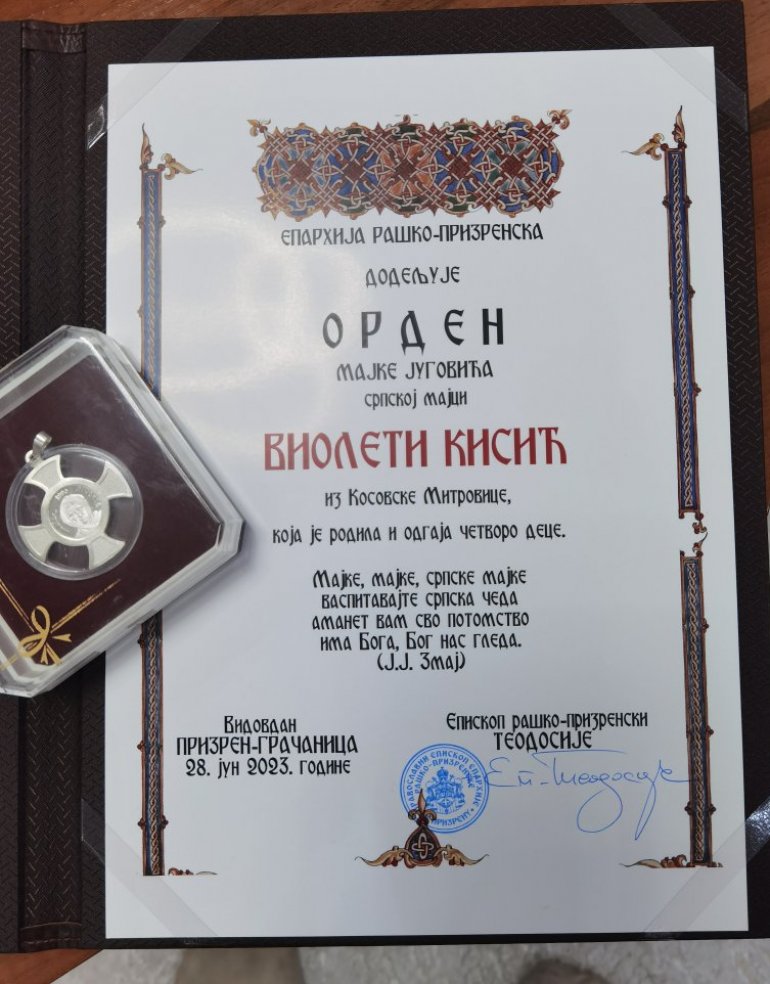 ЕПАРХИЈА РАШКО-ПРИЗРЕНСКА
ДОДЕЉУЈЕ
ОРДЕН
МАЈКЕ ЈУГОВИЋА
СРПСКОЈ МАЈЦИ
ВИОЛЕТИ КИСИЋ
ИЗ КОСОВСКЕ МИТРОВИЦЕ,
КОЈА ЈЕ РОДИЛА И ОДГАЈА ЧЕТВОРО ДЕЦЕ.
МАЈКЕ, МАЈКЕ, СРПСКЕ МАЈКЕ
ВАСПИТАВАЈТЕ СРПСКА ЧЕДА
АМАНЕТ ВАМ СВО ПОТОМСТВО
ИМА БОГА, БОГ НАС ГЛЕДА.
(Ј.Ј. ЗМАЈ)
ВИДОВДАН
ПРИЗРЕН-ГРАЧАНИЦА
28. ЈУН 2023. ГОДИНЕ
ЕПИСКОП РАШКО-ПРИЗРЕНСКИ
ТЕОДОСИЈЕ
Еп. Теодосије